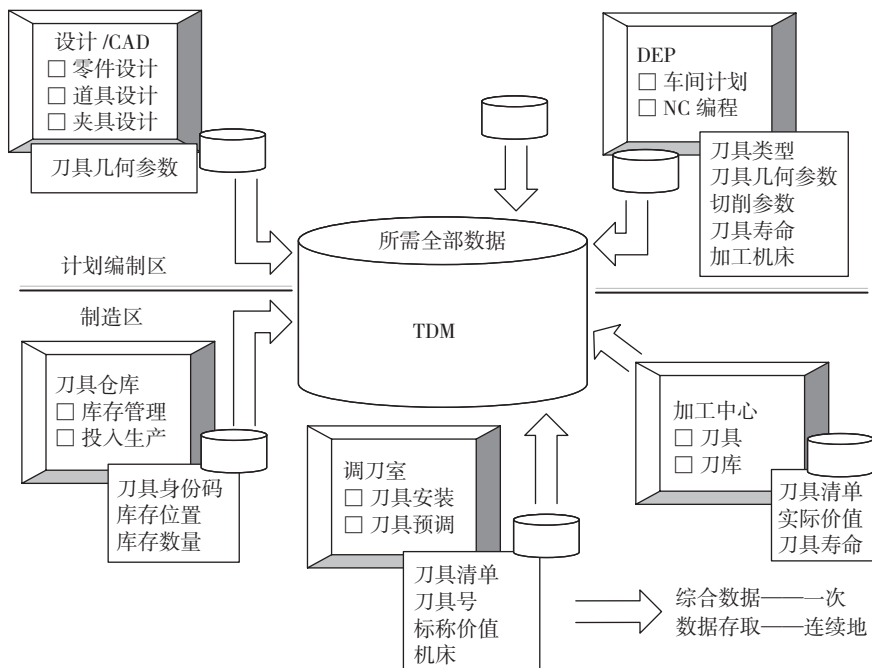 设计 /CAD
□ 零件设计
□ 道具设计
□ 夹具设计
刀具几何参数
DEP
□ 车间计划
□ NC 编程
刀具类型
刀具几何参数
切削参数
刀具寿命
加工机床
所需全部数据
TDM
计划编制区
制造区
刀具仓库
□ 库存管理
□ 投入生产
刀具身份码
库存位置
库存数量
调刀室
□ 刀具安装
□ 刀具预调
刀具清单
刀具号
标称价值
机床
加工中心
□ 刀具
□ 刀库
刀具清单
实际价值
刀具寿命
综合数据——一次
数据存取——连续地